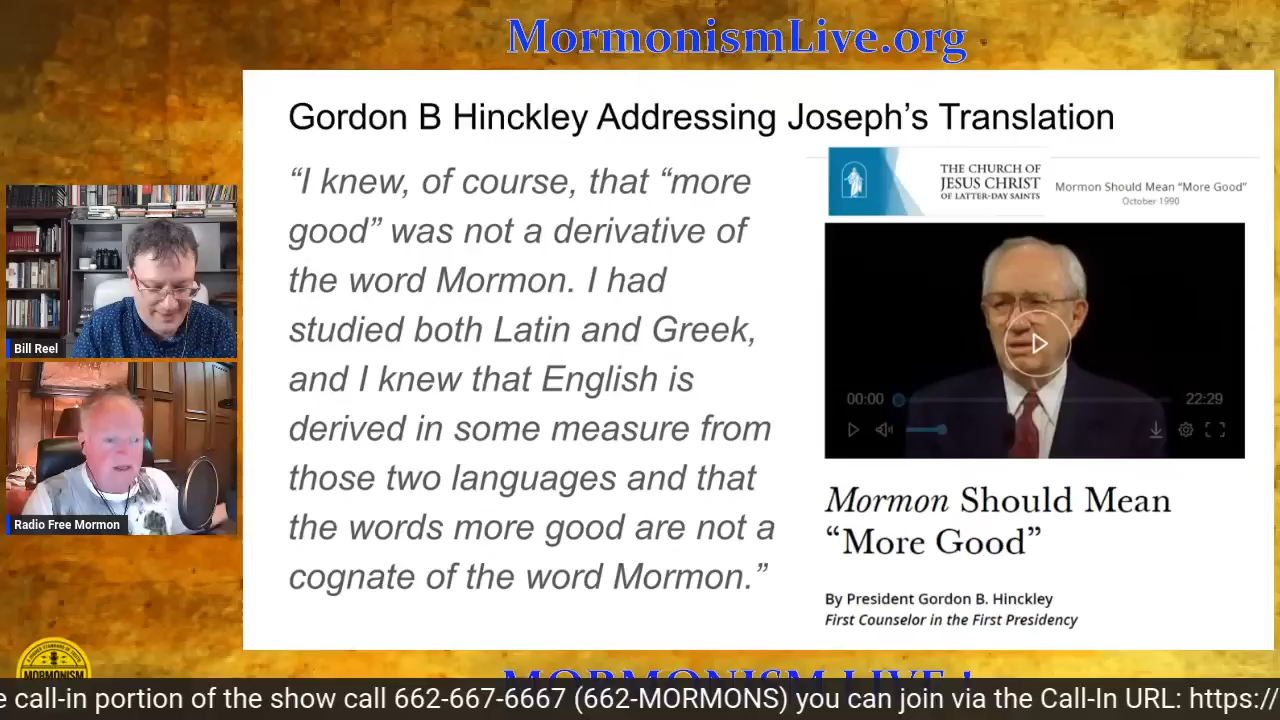 MormonismLive.org
Gordon B Hinckley Addressing Joseph's Translation
“I knew, of course, that “more
good” was not a derivative of
the word Mormon. I had
studied both Latin and Greek,
and I knew that English is
derived in some measure from
those two languages and that
the words more good are not a
cognate of the word Mormon.”
THE CHURCH OF
JESUS CHRIST
OF LATTER-DAY SAINTS
Mormon Should Mean “More Good”
October 1990
00:00
22:29
Mormon Should Mean
“More Good”
By President Gordon B. Hinckley
First Counselor in the First Presidency
Bill Reel
Radio Free Mormon
MORMONISM
MORMONISM LIVE !
e call-in portion of the show call 662-667-6667 (662-MORMONS) you can join via the Call-In URL: https://